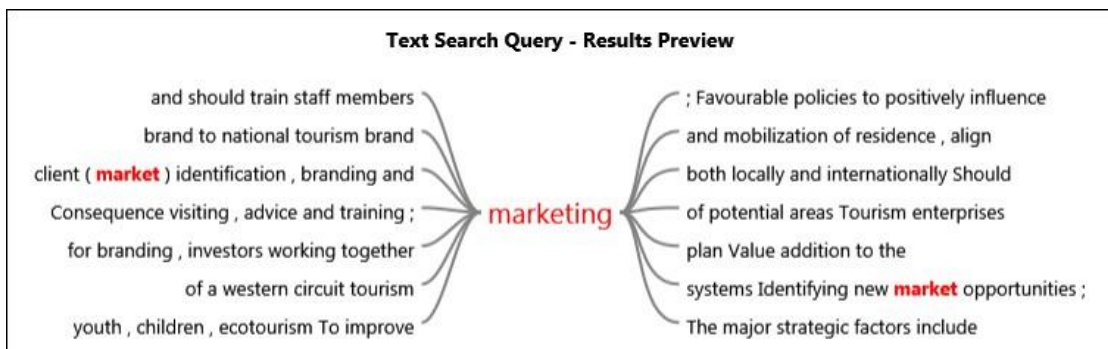 Text Search Query - Results Preview
and should train staff members
brand to national tourism brand
client ( market ) identification , branding and
Consequence visiting , advice and training ;
for branding , investors working together
of a western circuit tourism
youth , children , ecotourism To improve
marketing
; Favourable policies to positively influence
and mobilization of residence , align
both locally and internationally Should
of potential areas Tourism enterprises
plan Value addition to the
systems Identifying new market opportunities ;
The major strategic factors include